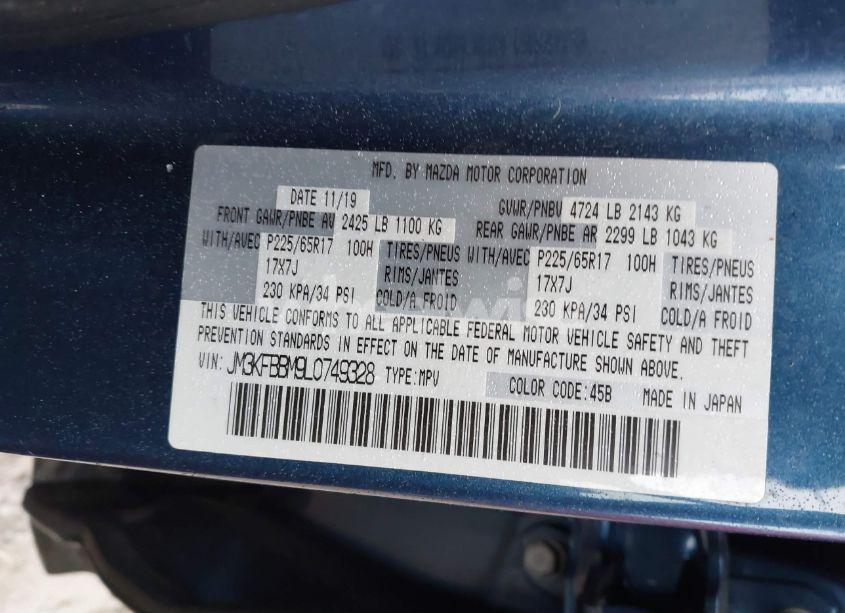 MFD. BY MAZDA MOTOR CORPORATION
DATE 11/19 GVWR/PNBV 4724 LB 2143 KG
FRONT GAWR/PNBE AV 2425 LB 1100 KG REAR GAWR/PNBE AR 2299 LB 1043 KG
WITH/AVEC P225/65R17 100H TIRES/PNEUS WITH/AVEC P225/65R17 100H TIRES/PNEUS
17X7J RIMS/JANTES 17X7J RIMS/JANTES
230 KPA/34 PSI COLD/A FROID 230 KPA/34 PSI COLD/A FROID
THIS VEHICLE CONFORMS TO ALL APPLICABLE FEDERAL MOTOR VEHICLE SAFETY AND THEFT
PREVENTION STANDARDS IN EFFECT ON THE DATE OF MANUFACTURE SHOWN ABOVE.
VIN: JM3KFBBM9L0749328 TYPE:MPV COLOR CODE:45B MADE IN JAPAN